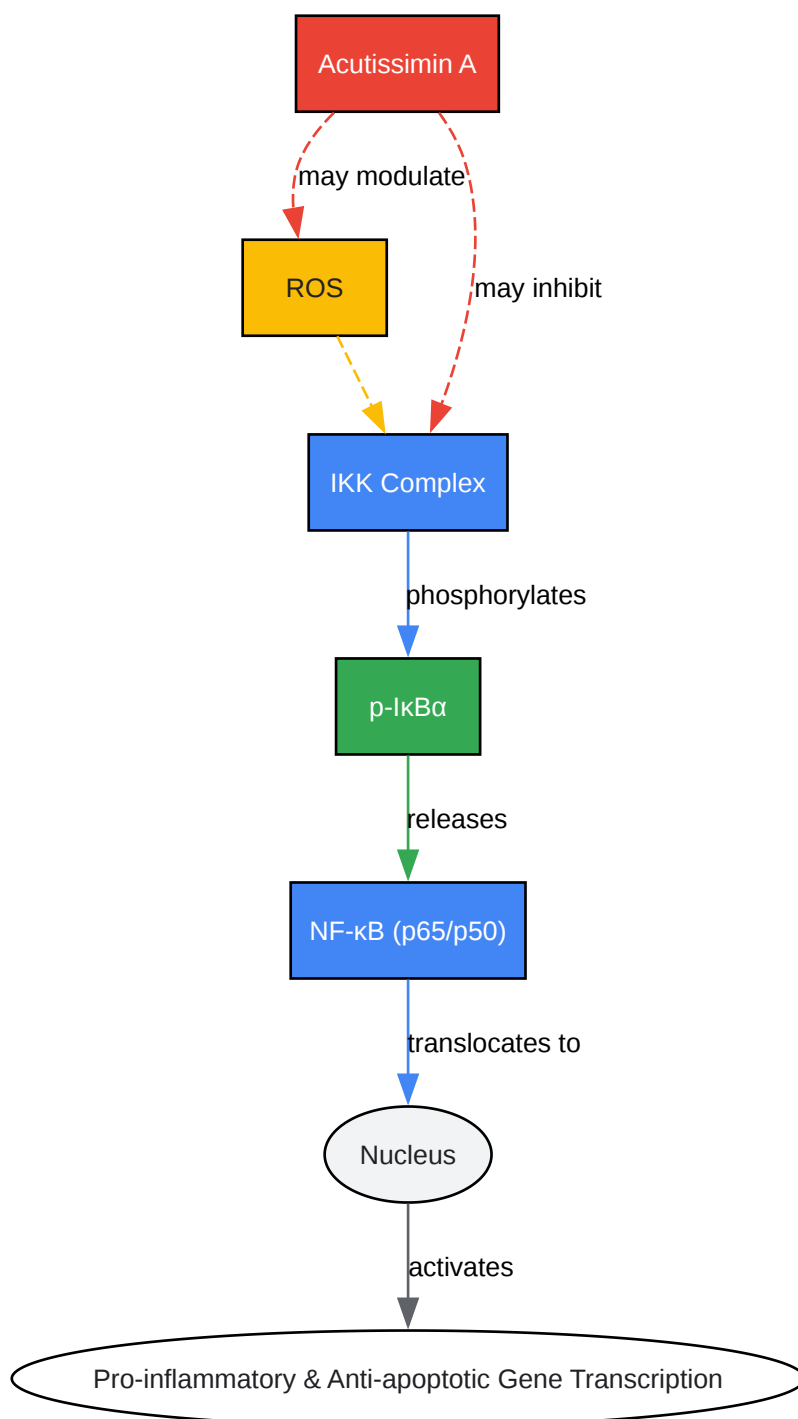 Acutissimin A
may modulate
ROS
may inhibit
IKK Complex
phosphorylates
p-IκBα
releases
NF-κB (p65/p50)
translocates to
Nucleus
activates
Pro-inflammatory & Anti-apoptotic Gene Transcription